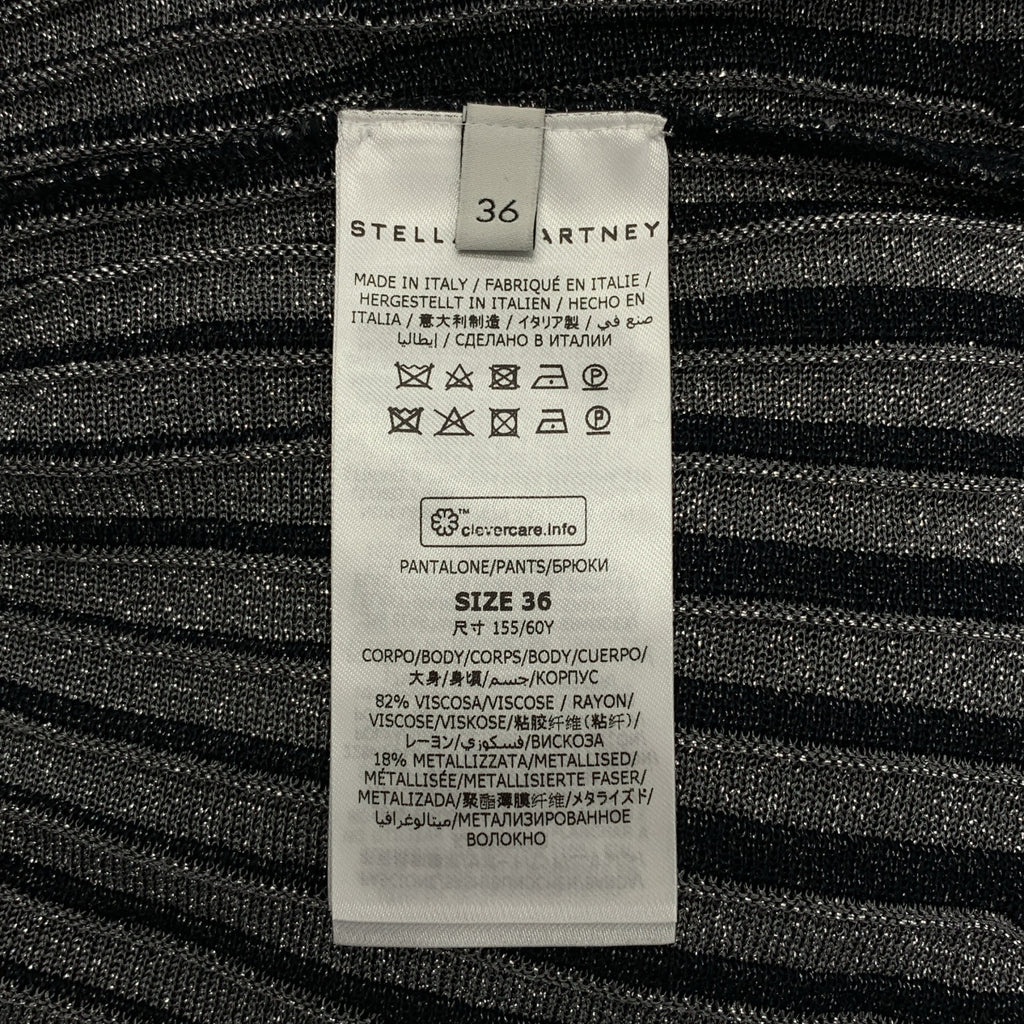 36
STELL ARTNEY
MADE IN ITALY / FABRIQUÉ EN ITALIE /
HERGESTELLT IN ITALIEN / HECHO EN
ITALIA / 意大利制造 / イタリア製 / صنع في
إيطاليا / СДЕЛАНО В ИТАЛИИ
P
P
™ clevercare.info
PANTALONE/PANTS/БРЮКИ
SIZE 36
尺寸 155/60Y
CORPO/BODY/CORPS/BODY/CUERPO/
大身/身頃/جسم/КОРПУС
82% VISCOSA/VISCOSE / RAYON/
VISCOSE/VISKOSE/粘胶纤维(粘纤)/
レーヨン/فسكوزي/ВИСКОЗА
18% METALLIZZATA/METALLISED/
MÉTALLISÉE/METALLISIERTE FASER/
METALIZADA/聚酯薄膜纤维/メタライズド/
ميتالوغرافيا/МЕТАЛИЗИРОВАННОЕ
ВОЛОКНО